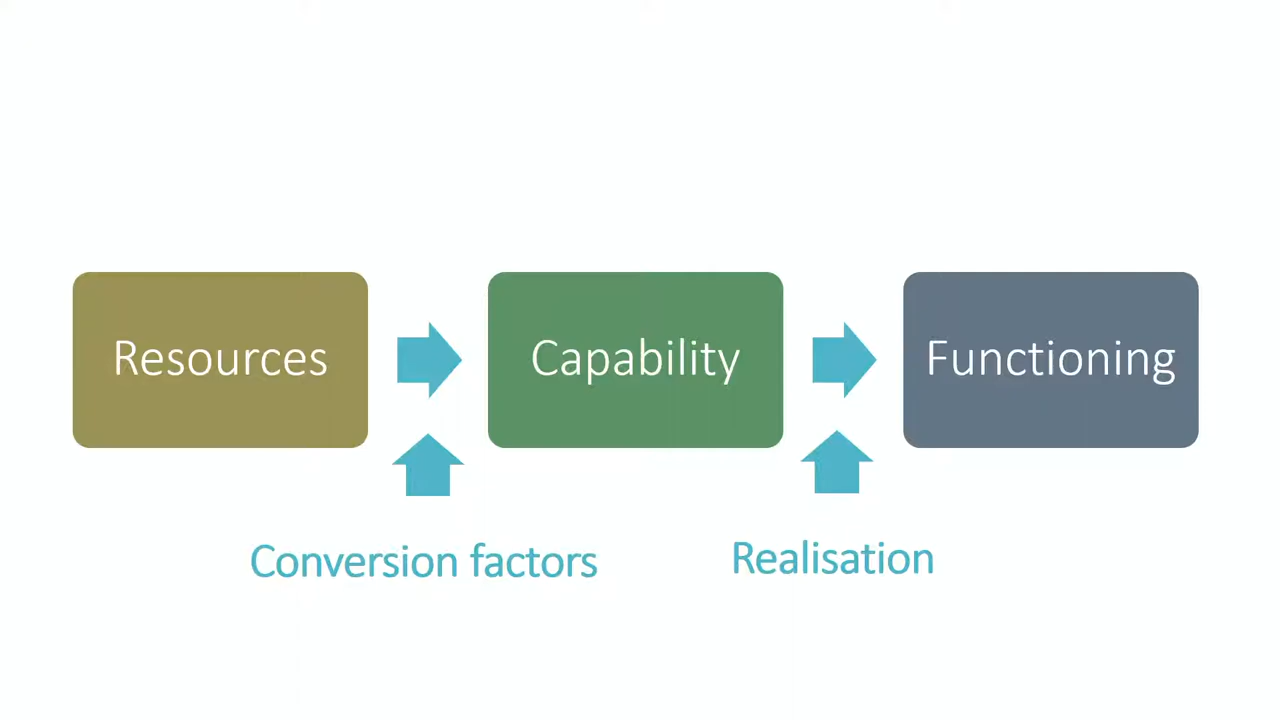 Resources
Capability
Functioning
Conversion factors
Realisation